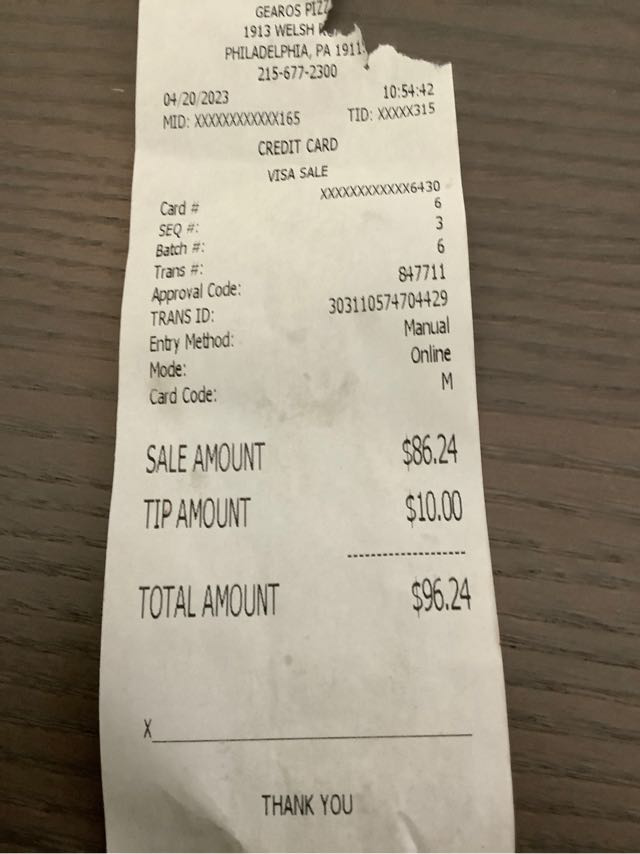 GEAROS PIZZ
1913 WELSH
PHILADELPHIA, PA 1911
215-677-2300
04/20/2023 10:54:42
MID: XXXXXXXXXXXX165 TID: XXXXX315
CREDIT CARD
VISA SALE
Card # XXXXXXXXXXXX6430
SEQ #: 6
Batch #: 3
Trans #: 6
Approval Code: 847711
TRANS ID: 303110574704429
Entry Method: Manual
Mode: Online
Card Code: M
SALE AMOUNT $86.24
TIP AMOUNT $10.00
--------------------
TOTAL AMOUNT $96.24
X
THANK YOU